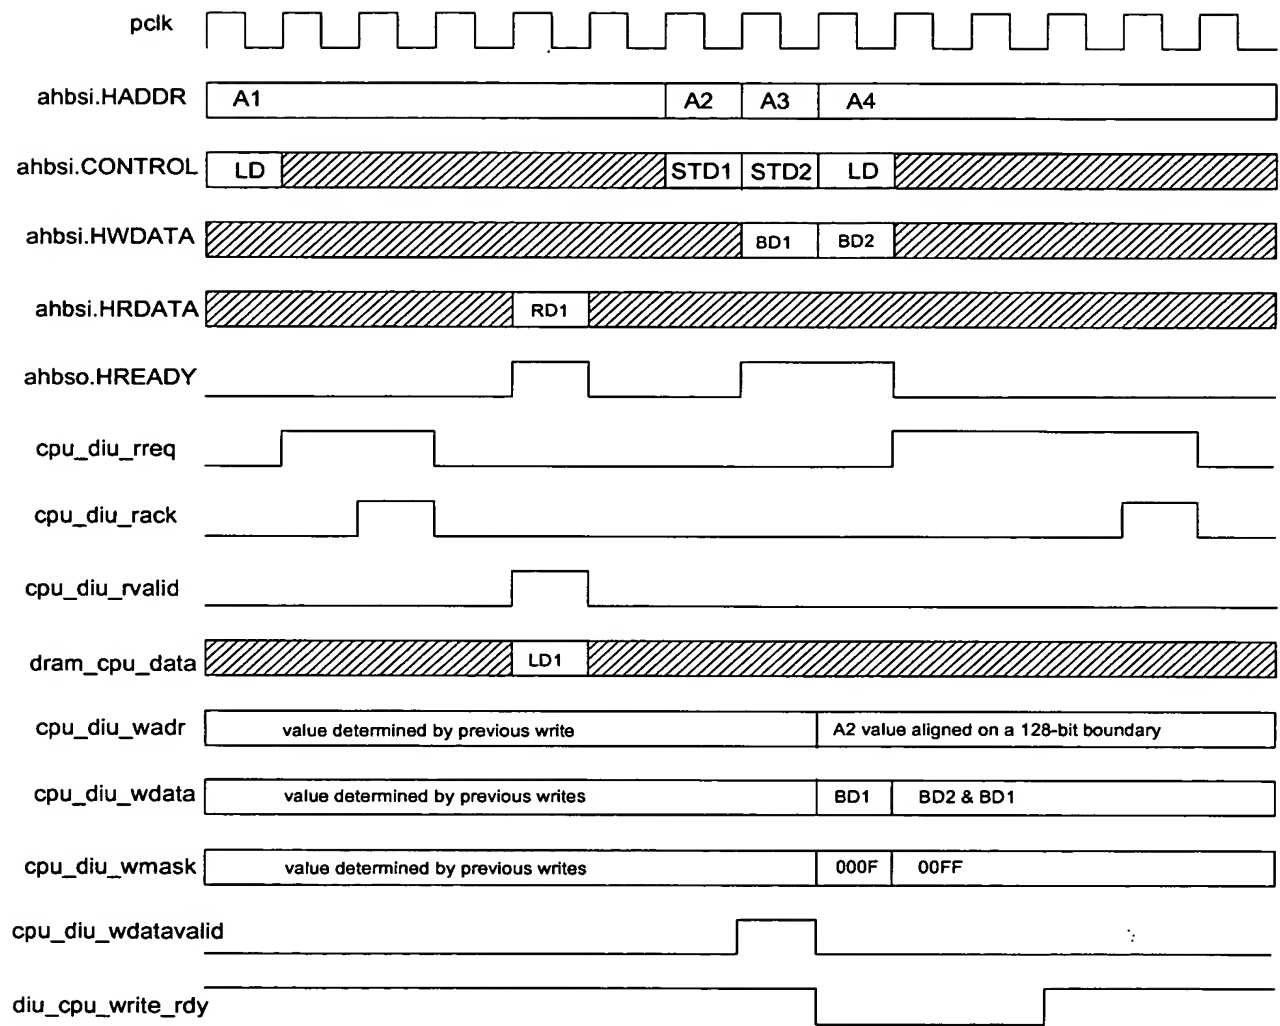 pclk
ahbsi.HADDR A1 A2 A3 A4
ahbsi.CONTROL LD STD1 STD2 LD
ahbsi.HWDATA BD1 BD2
ahbsi.HRDATA RD1
ahbso.HREADY
cpu_diu_rreq
cpu_diu_rack
cpu_diu_rvalid
dram_cpu_data LD1
cpu_diu_wadr value determined by previous write A2 value aligned on a 128-bit boundary
cpu_diu_wdata value determined by previous writes BD1 BD2 & BD1
cpu_diu_wmask value determined by previous writes 000F 00FF
cpu_diu_wdatavalid
diu_cpu_write_rdy